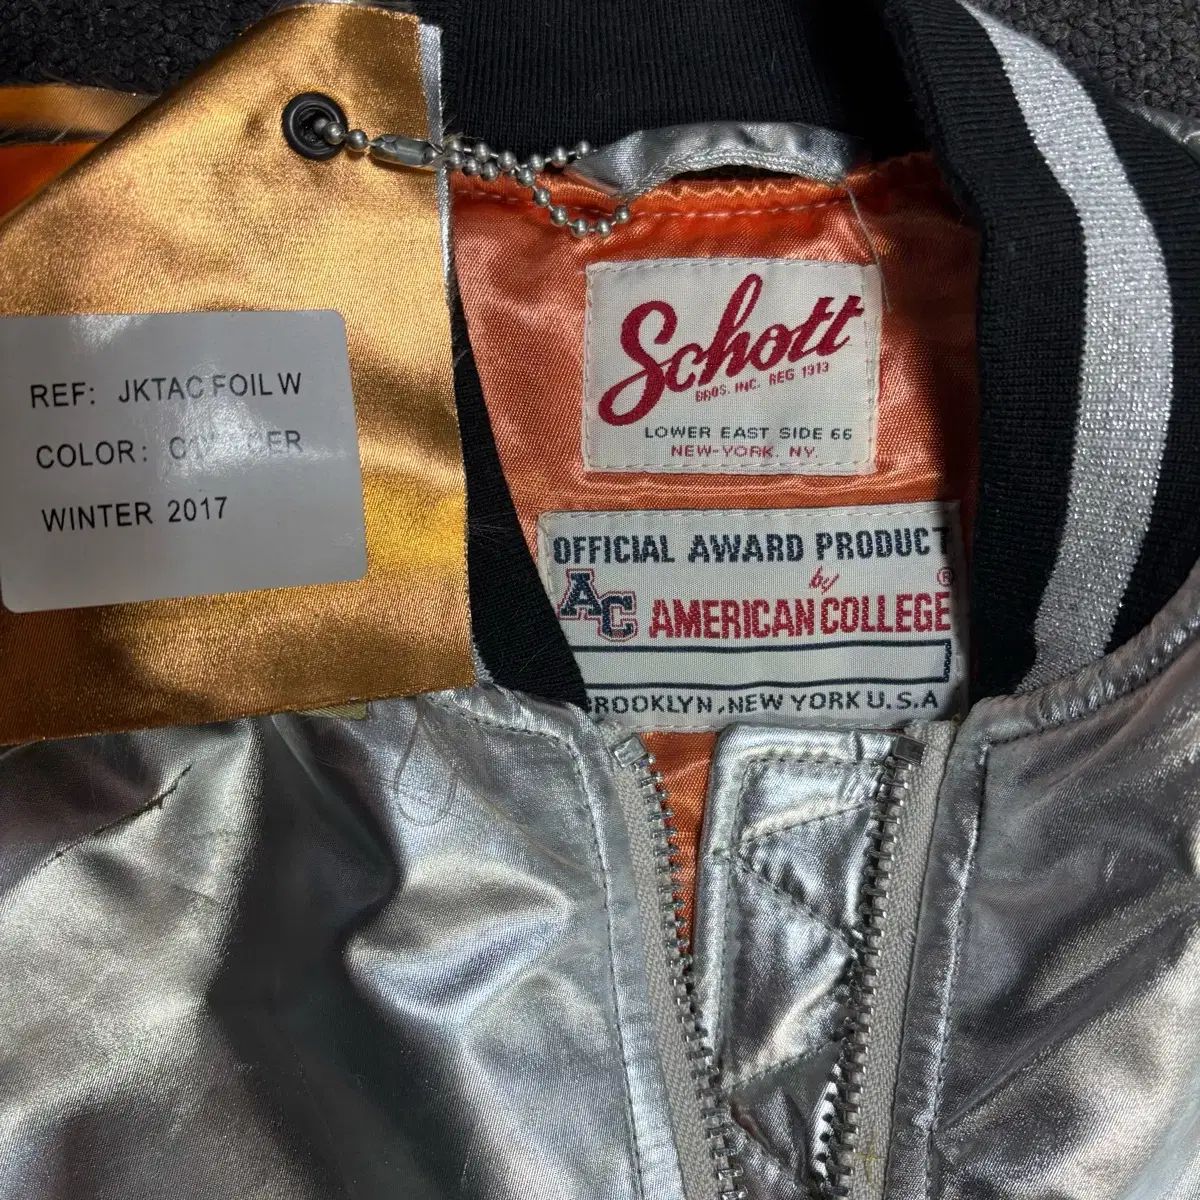 REF: JKTAC FOIL W
COLOR:
WINTER 2017
Schott
BROS. INC. REG 1913
LOWER EAST SIDE 66
NEW-YORK. NY.
OFFICIAL AWARD PRODUCT
by
AC AMERICAN COLLEGE ®
BROOKLYN, NEW YORK U.S.A